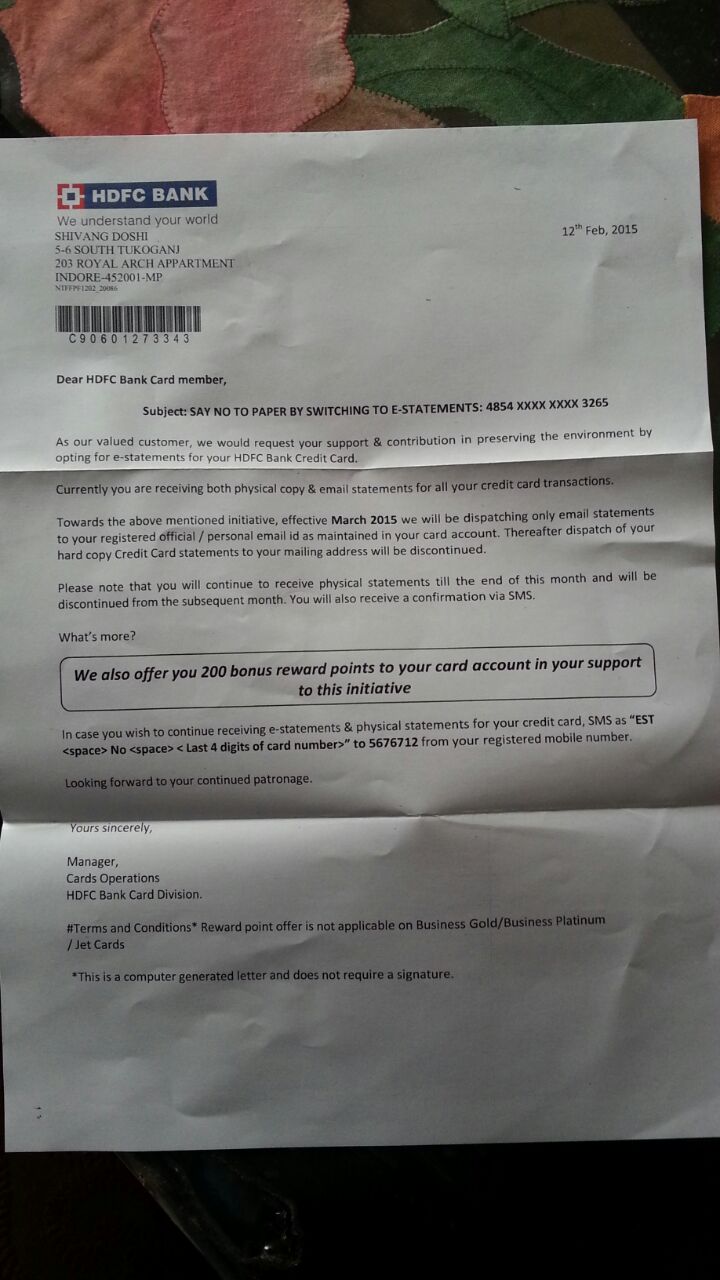 HDFC BANK
We understand your world
SHIVANG DOSHI
5-6 SOUTH TUKOGANJ
203 ROYAL ARCH APPARTMENT
INDORE-452001-MP
NTFFPF1202_20086
12th Feb, 2015
C90601273343
Dear HDFC Bank Card member,
Subject: SAY NO TO PAPER BY SWITCHING TO E-STATEMENTS: 4854 XXXX XXXX 3265
As our valued customer, we would request your support & contribution in preserving the environment by
opting for e-statements for your HDFC Bank Credit Card.
Currently you are receiving both physical copy & email statements for all your credit card transactions.
Towards the above mentioned initiative, effective March 2015 we will be dispatching only email statements
to your registered official / personal email id as maintained in your card account. Thereafter dispatch of your
hard copy Credit Card statements to your mailing address will be discontinued.
Please note that you will continue to receive physical statements till the end of this month and will be
discontinued from the subsequent month. You will also receive a confirmation via SMS.
What's more?
We also offer you 200 bonus reward points to your card account in your support
to this initiative
In case you wish to continue receiving e-statements & physical statements for your credit card, SMS as "EST
<space> No <space> < Last 4 digits of card number>" to 5676712 from your registered mobile number.
Looking forward to your continued patronage.
Yours sincerely,
Manager,
Cards Operations
HDFC Bank Card Division.
#Terms and Conditions* Reward point offer is not applicable on Business Gold/Business Platinum
/ Jet Cards
*This is a computer generated letter and does not require a signature.